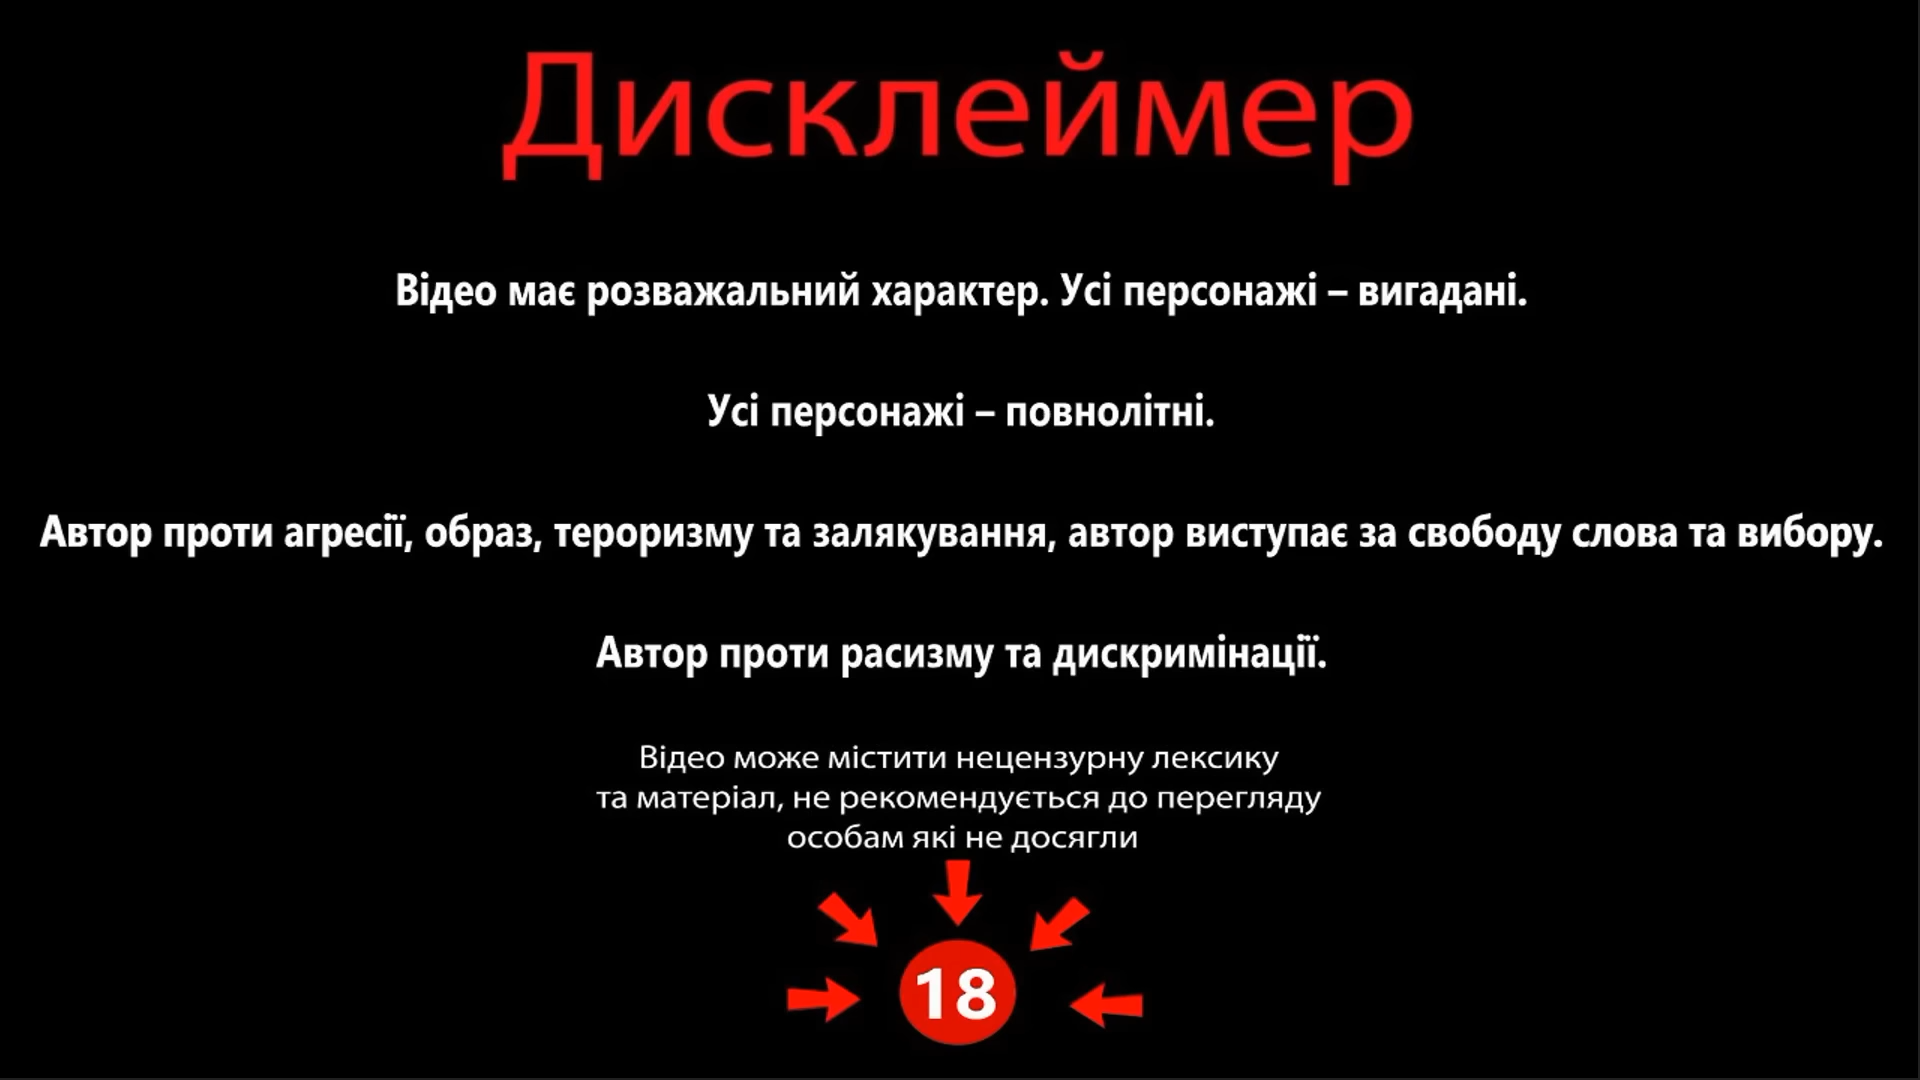 Дисклеймер
Відео має розважальний характер. Усі персонажі – вигадані.
Усі персонажі – повнолітні.
Автор проти агресії, образ, тероризму та залякування, автор виступає за свободу слова та вибору.
Автор проти расизму та дискримінації.
Відео може містити нецензурну лексику
та матеріал, не рекомендується до перегляду
особам які не досягли
18